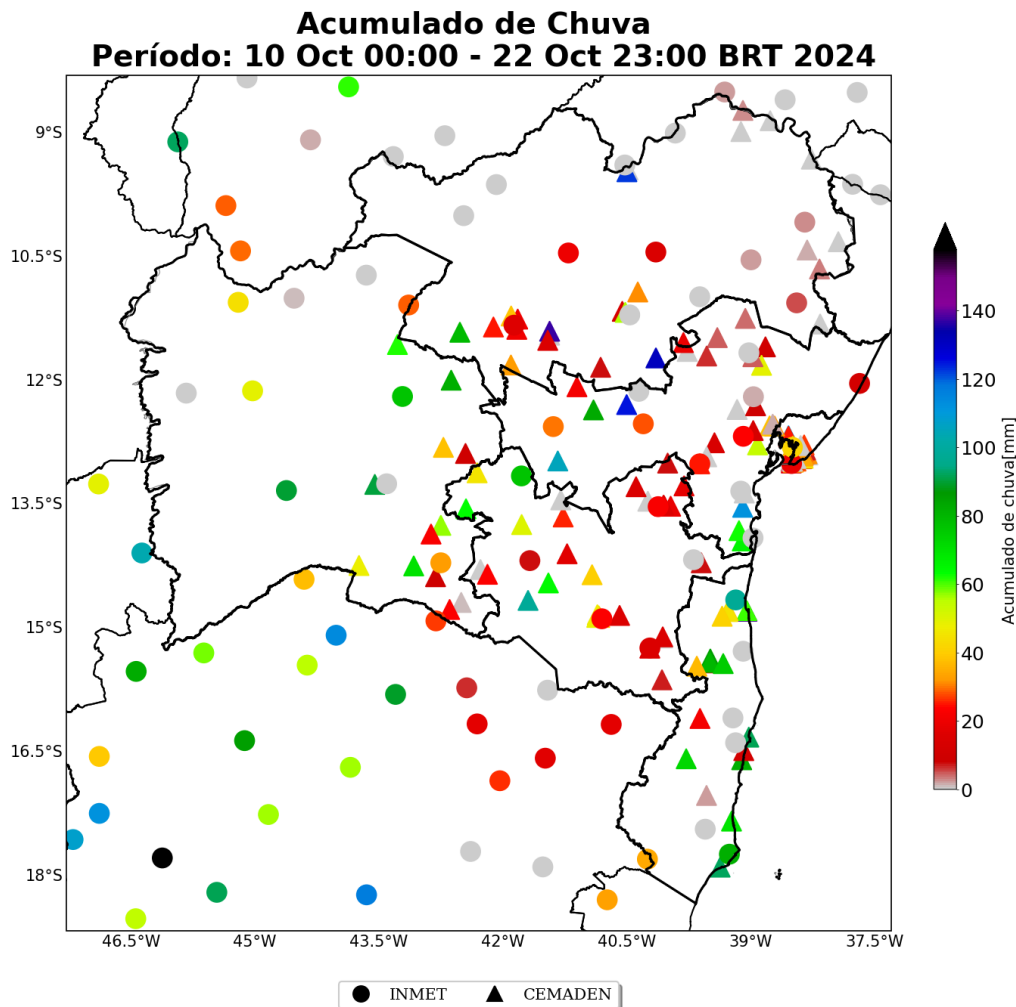 Acumulado de Chuva
Período: 10 Oct 00:00 - 22 Oct 23:00 BRT 2024
9°S
10.5°S
12°S
13.5°S
15°S
16.5°S
18°S
46.5°W
45°W
43.5°W
42°W
40.5°W
39°W
37.5°W
140
120
100
80
60
40
20
0
Acumulado de chuva[mm]
INMET
CEMADEN